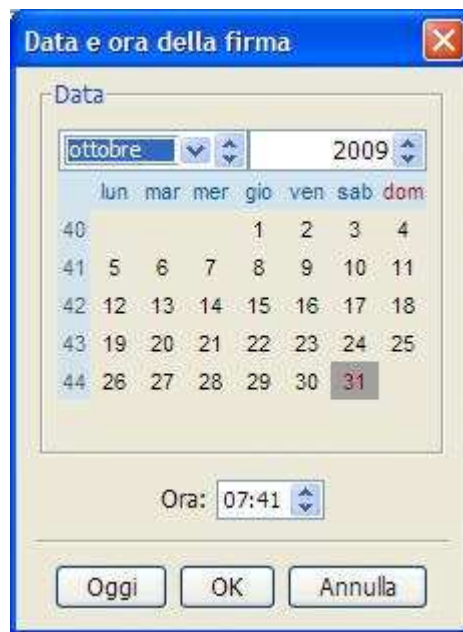 Data e ora della firma
Data
ottobre 2009
lun mar mer gio ven sab dom
40 1 2 3 4
41 5 6 7 8 9 10 11
42 12 13 14 15 16 17 18
43 19 20 21 22 23 24 25
44 26 27 28 29 30 31
Ora: 07:41
Oggi OK Annulla